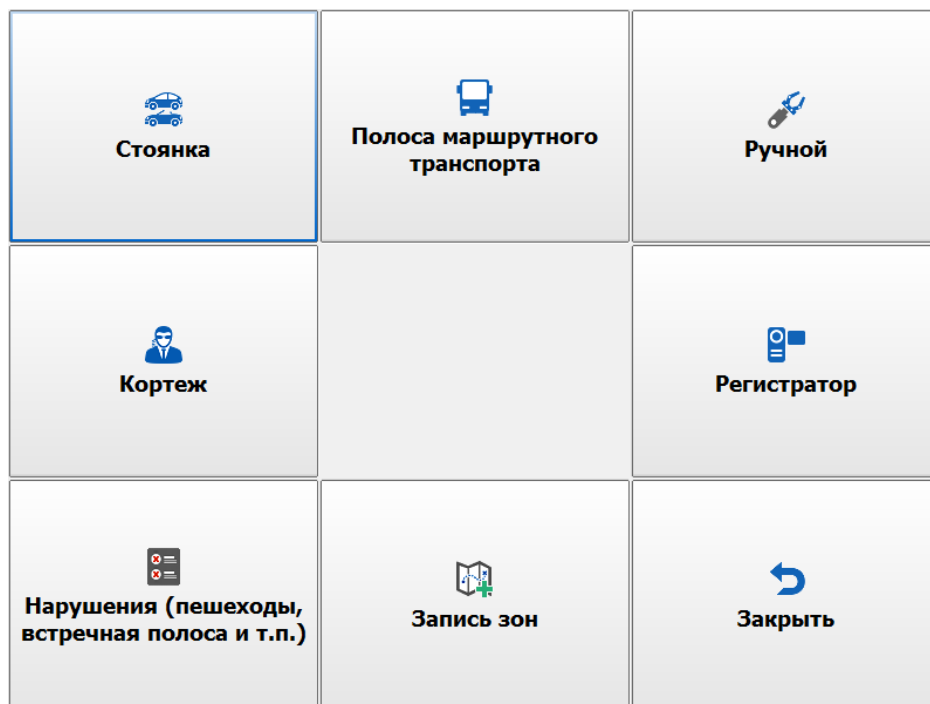 Стоянка
Полоса маршрутного
транспорта
Ручной
Кортеж
Регистратор
Нарушения (пешеходы,
встречная полоса и т.п.)
Запись зон
Закрыть